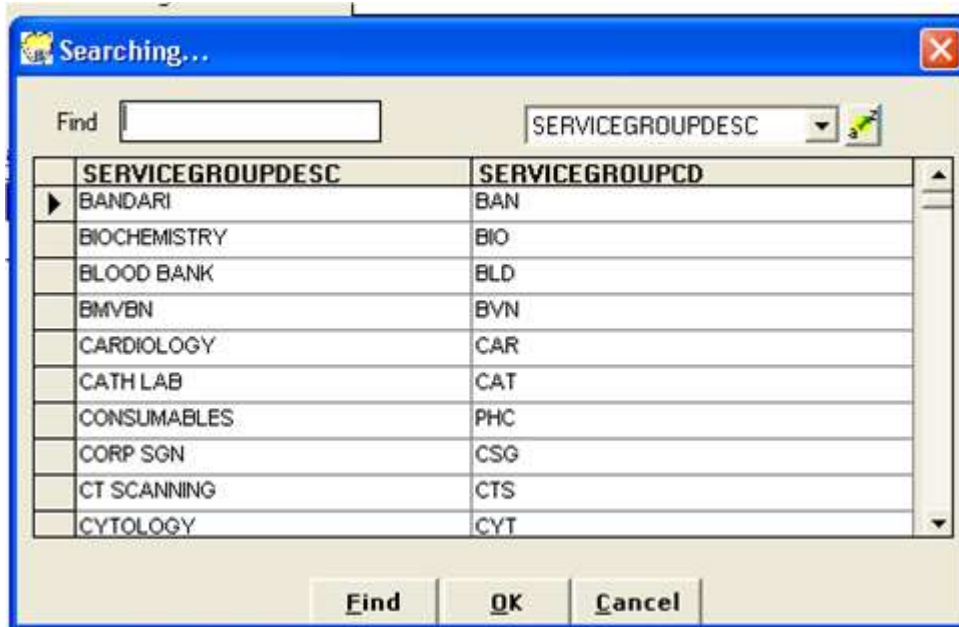 Searching...
Find SERVICEGROUPDESC a z
SERVICEGROUPDESC SERVICEGROUPCD
BANDARI BAN
BIOCHEMISTRY BIO
BLOOD BANK BLD
BMVBN BVN
CARDIOLOGY CAR
CATH LAB CAT
CONSUMABLES PHC
CORP SGN CSG
CT SCANNING CTS
CYTOLOGY CYT
Find OK Cancel